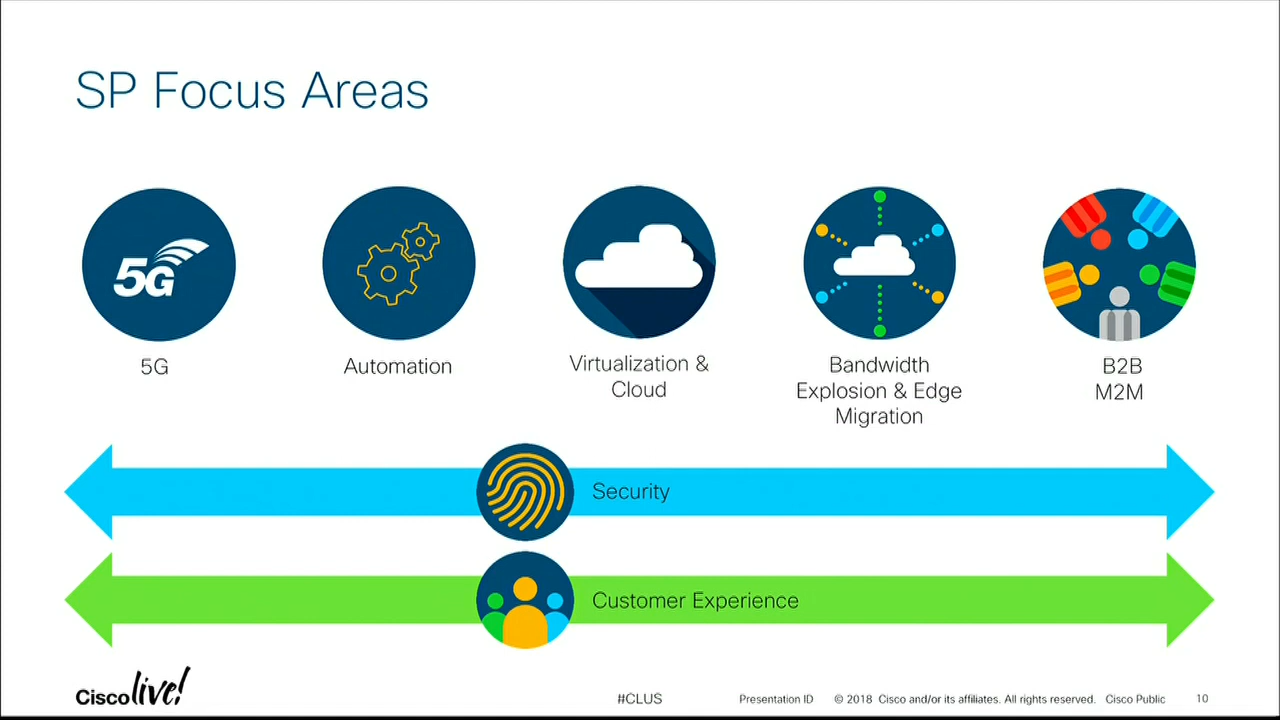 SP Focus Areas
5G
5G
Automation
Virtualization &
Cloud
Bandwidth
Explosion & Edge
Migration
B2B
M2M
Security
Customer Experience
Cisco live!
#CLUS
Presentation ID
© 2018 Cisco and/or its affiliates. All rights reserved. Cisco Public
10